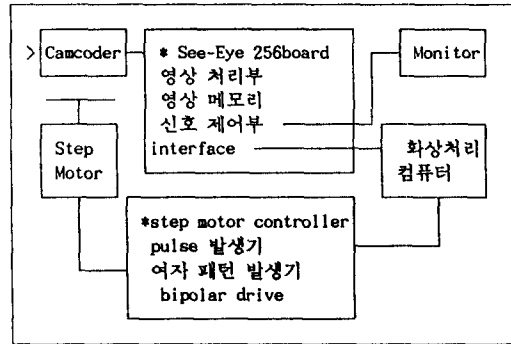 Camcoder
* See-Eye 256board
영상 처리부
영상 메모리
신호 제어부
interface
Monitor
Step
Motor
화상처리
컴퓨터
*step motor controller
pulse 발생기
여자 패턴 발생기
bipolar drive